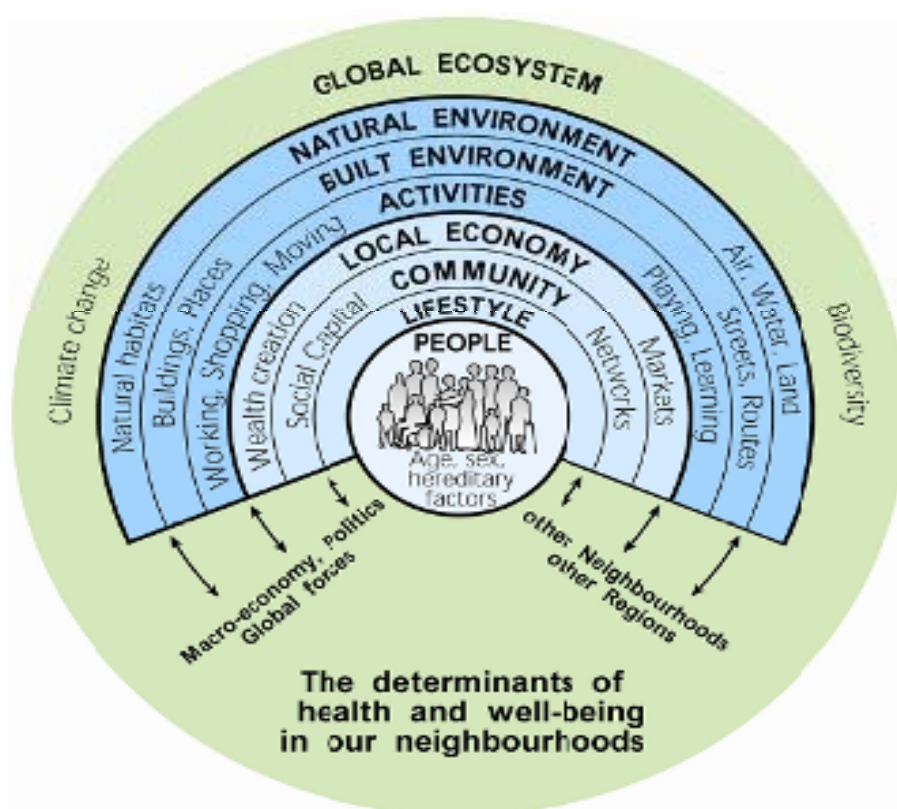 GLOBAL ECOSYSTEM
NATURAL ENVIRONMENT
BUILT ENVIRONMENT
ACTIVITIES
LOCAL ECONOMY
COMMUNITY
LIFESTYLE
PEOPLE
Age, sex,
hereditary
factors
Climate change
Natural habitats
Buildings, Places
Working, Shopping, Moving
Wealth creation
Social Capital
Networks
Markets
Playing, Learning
Streets, Routes
Air, Water, Land
Biodiversity
Macro-economy, Politics
Global forces
other Neighbourhoods
other Regions
The determinants of
health and well-being
in our neighbourhoods